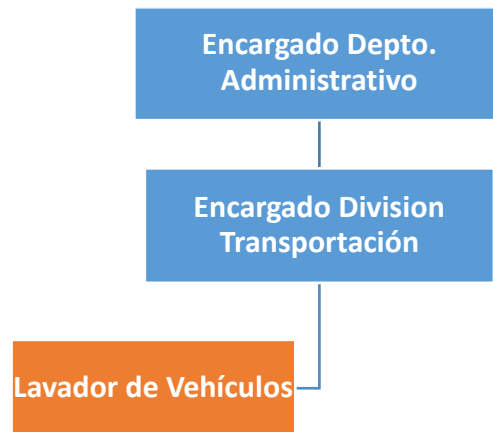 Encargado Depto.
Administrativo
Encargado Division
Transportación
Lavador de Vehículos